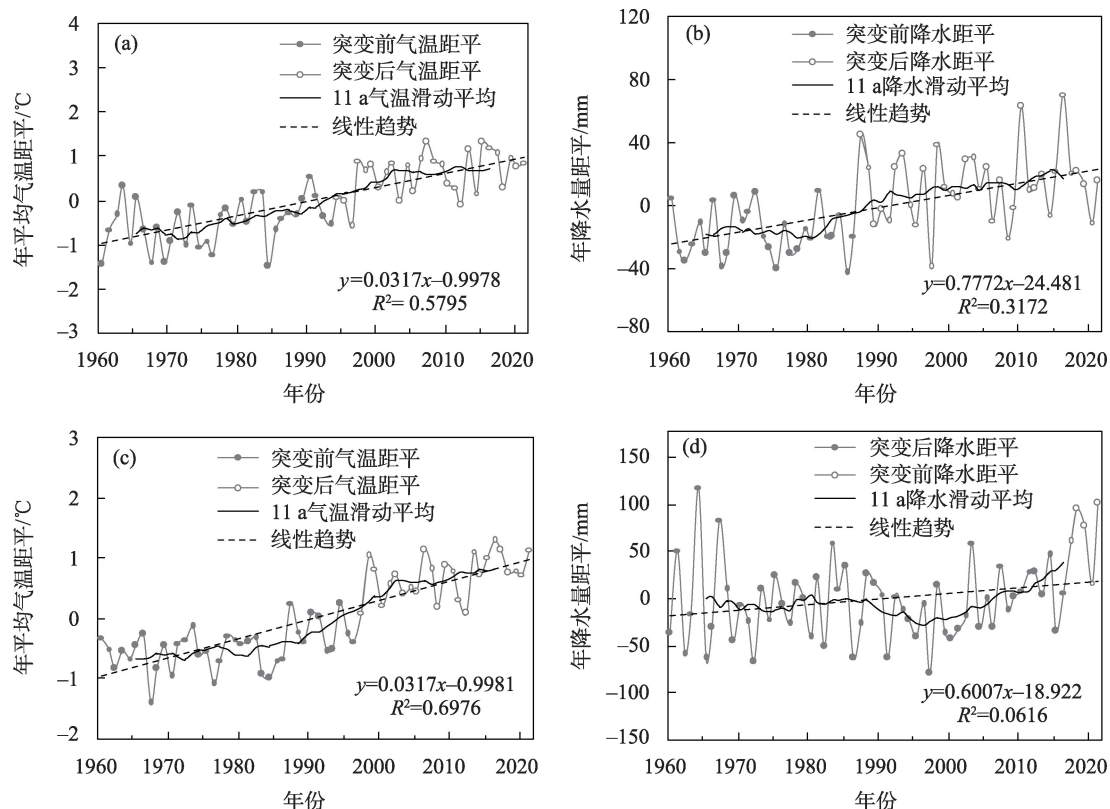 (a)
突变前气温距平
突变后气温距平
11 a气温滑动平均
线性趋势
4
3
2
1
0
–1
–2
–3
年平均气温距平/℃
y=0.0317x–0.9978
R²= 0.5795
1960 1970 1980 1990 2000 2010 2020
年份
(b)
突变前降水距平
突变后降水距平
11 a降水滑动平均
线性趋势
120
80
40
0
–40
–80
年降水量距平/mm
y=0.7772x–24.481
R²=0.3172
1960 1970 1980 1990 2000 2010 2020
年份
(c)
突变前气温距平
突变后气温距平
11 a气温滑动平均
线性趋势
3
2
1
0
–1
–2
年平均气温距平/℃
y=0.0317x–0.9981
R²=0.6976
1960 1970 1980 1990 2000 2010 2020
年份
(d)
突变后降水距平
突变前降水距平
11 a降水滑动平均
线性趋势
150
100
50
0
–50
–100
–150
年降水量距平/mm
y=0.6007x–18.922
R²=0.0616
1960 1970 1980 1990 2000 2010 2020
年份